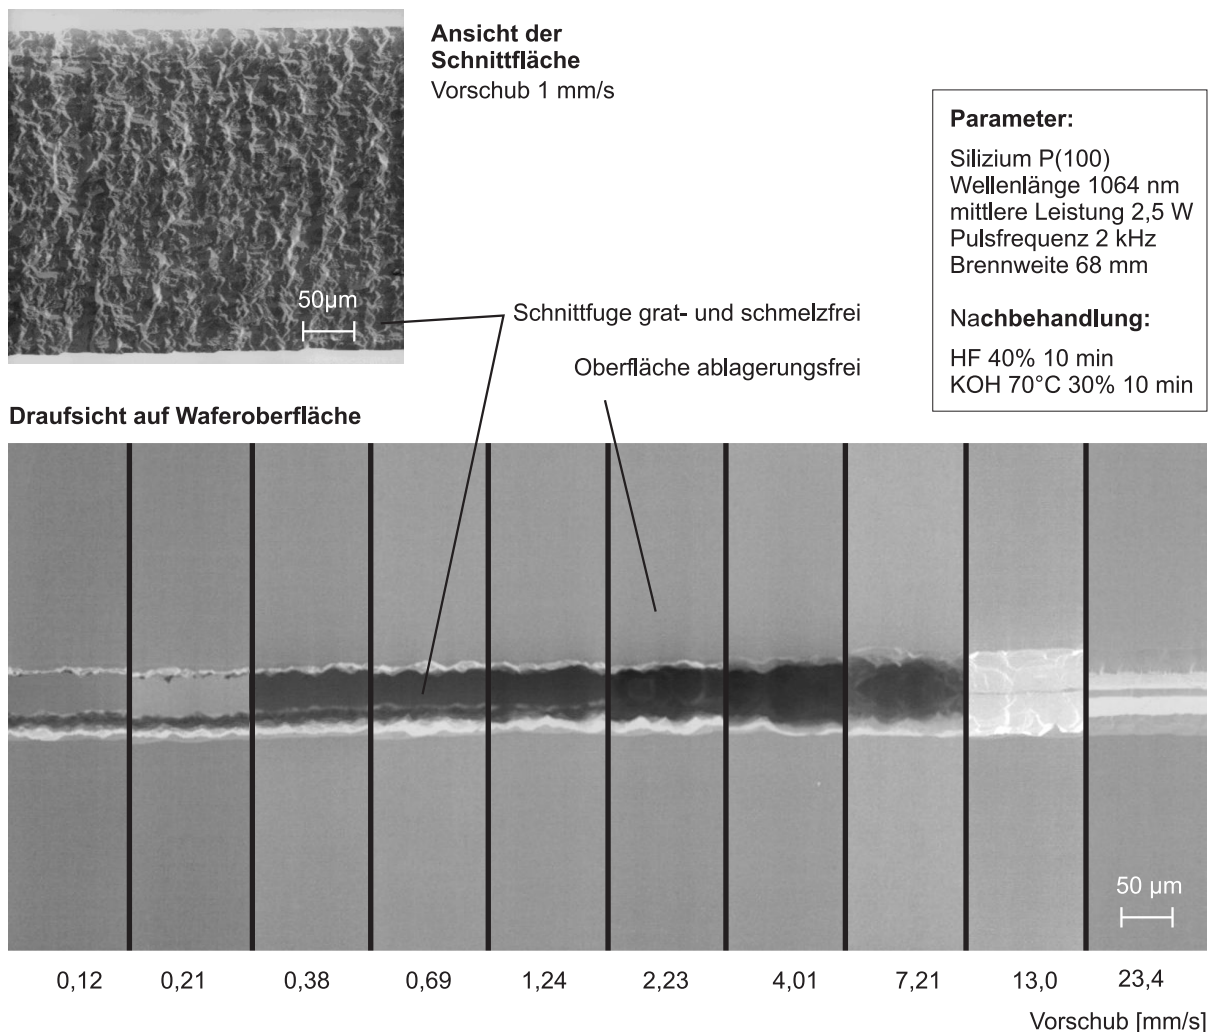 Ansicht der
Schnittfläche
Vorschub 1 mm/s
Parameter:
Silizium P(100)
Wellenlänge 1064 nm
mittlere Leistung 2,5 W
Pulsfrequenz 2 kHz
Brennweite 68 mm
Nachbehandlung:
HF 40% 10 min
KOH 70°C 30% 10 min
50µm
Schnittfuge grat- und schmelzfrei
Oberfläche ablagerungsfrei
Draufsicht auf Waferoberfläche
50 µm
0,12 0,21 0,38 0,69 1,24 2,23 4,01 7,21 13,0 23,4
Vorschub [mm/s]